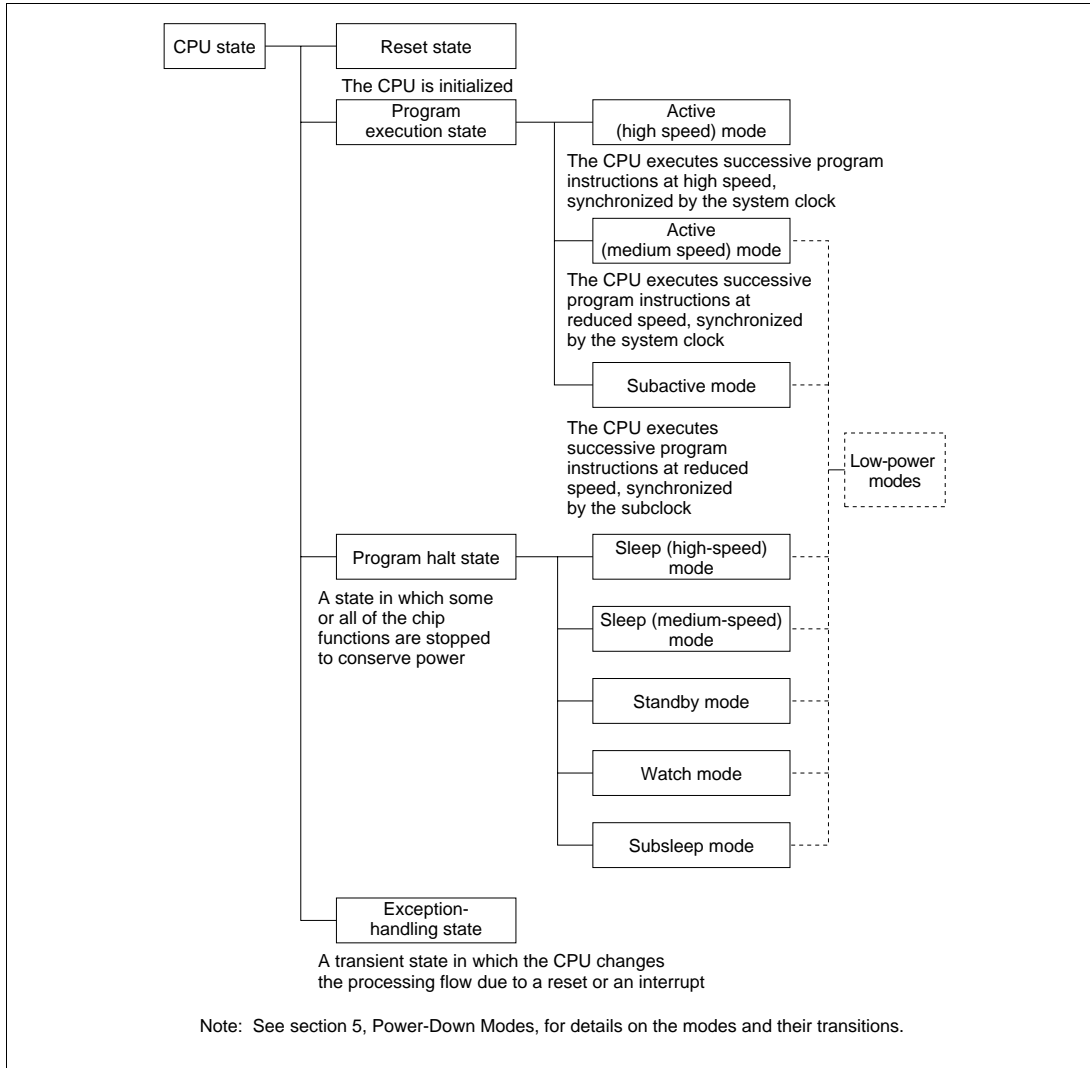 CPU state
Reset state
The CPU is initialized
Program
execution state
Active
(high speed) mode
The CPU executes successive program
instructions at high speed,
synchronized by the system clock
Active
(medium speed) mode
The CPU executes successive
program instructions at
reduced speed, synchronized
by the system clock
Subactive mode
The CPU executes
successive program
instructions at reduced
speed, synchronized
by the subclock
Low-power
modes
Program halt state
A state in which some
or all of the chip
functions are stopped
to conserve power
Sleep (high-speed)
mode
Sleep (medium-speed)
mode
Standby mode
Watch mode
Subsleep mode
Exception-
handling state
A transient state in which the CPU changes
the processing flow due to a reset or an interrupt
Note: See section 5, Power-Down Modes, for details on the modes and their transitions.